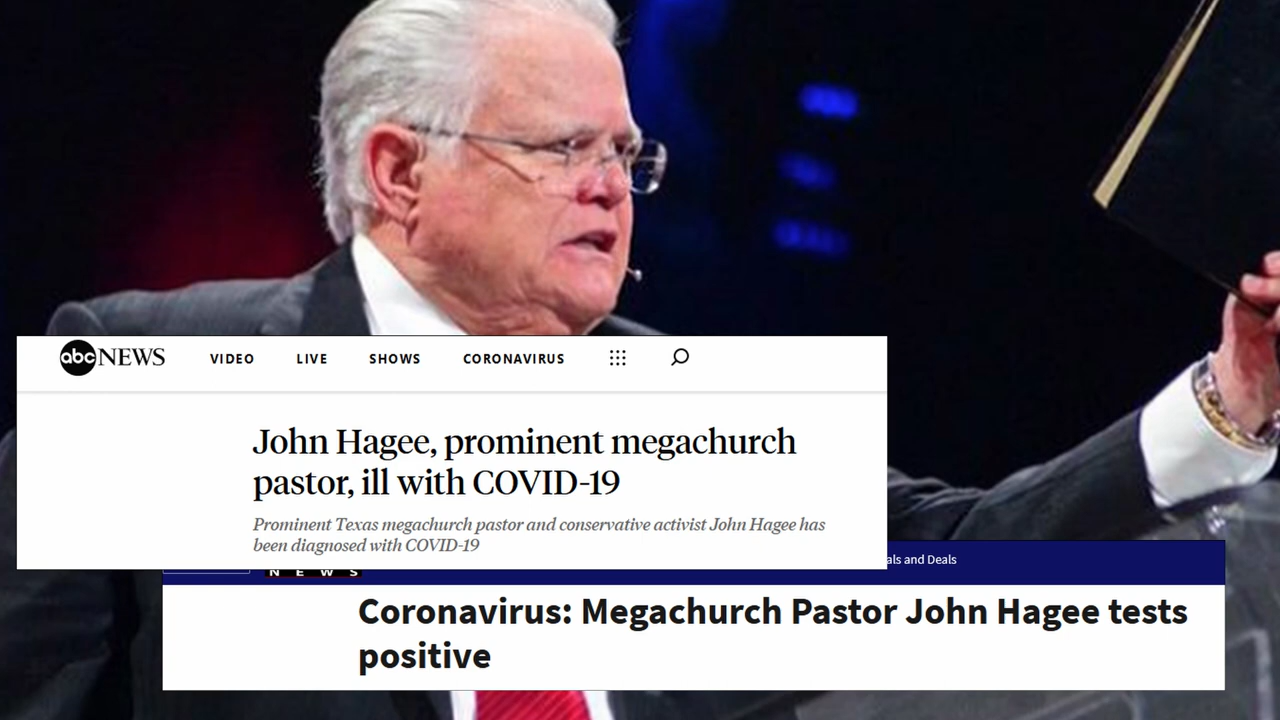 abc NEWS VIDEO LIVE SHOWS CORONAVIRUS
John Hagee, prominent megachurch
pastor, ill with COVID-19
Prominent Texas megachurch pastor and conservative activist John Hagee has
been diagnosed with COVID-19
and Deals
NEWS
Coronavirus: Megachurch Pastor John Hagee tests
positive